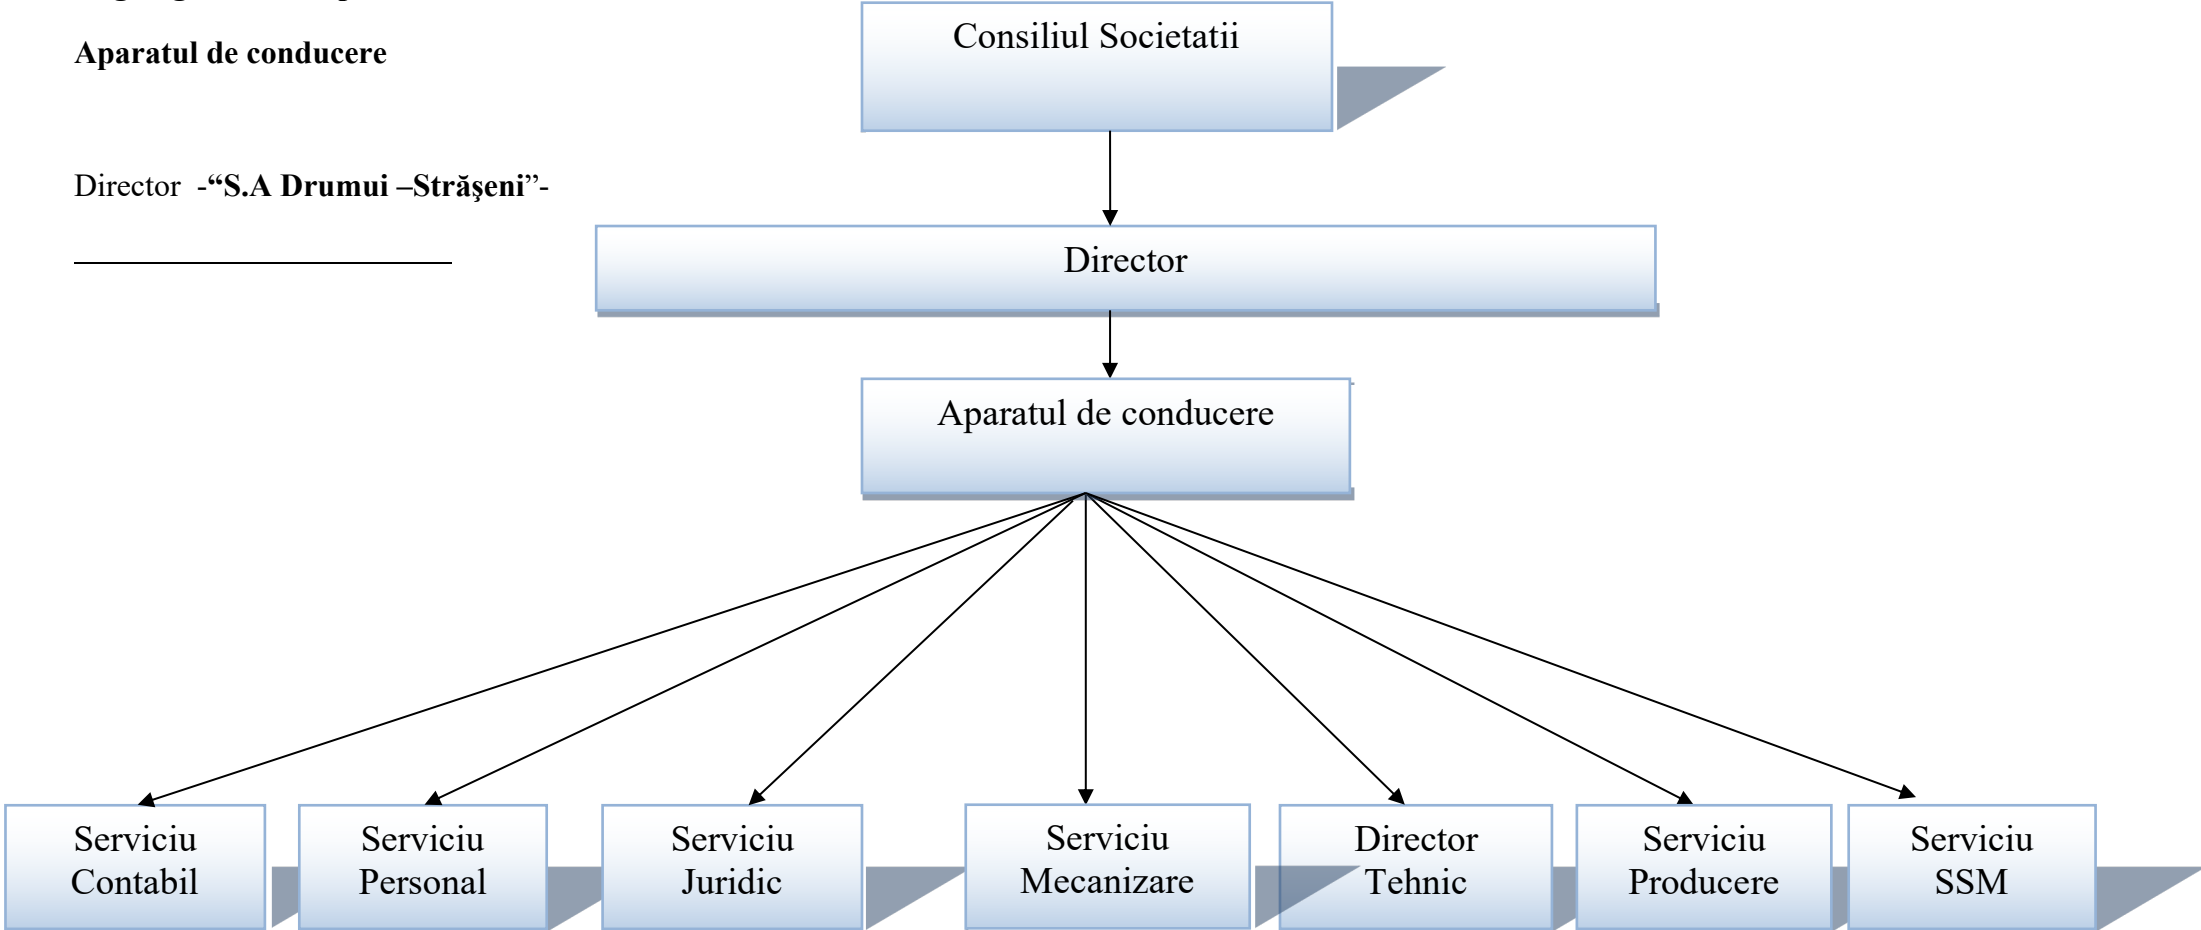 Aparatul de conducere
Director -“S.A Drumui –Străşeni”-
Consiliul Societatii
Director
Aparatul de conducere
Serviciu
Contabil
Serviciu
Personal
Serviciu
Juridic
Serviciu
Mecanizare
Director
Tehnic
Serviciu
Producere
Serviciu
SSM